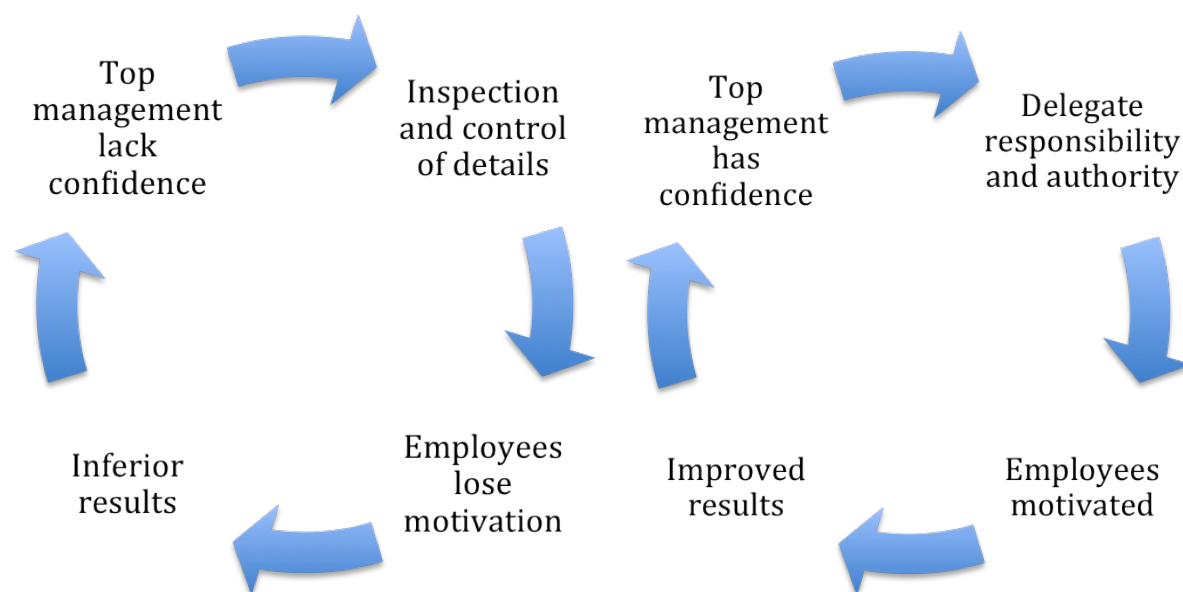 Top
management
lack
confidence
Inspection
and control
of details
Employees
lose
motivation
Inferior
results
Top
management
has
confidence
Delegate
responsibility
and authority
Employees
motivated
Improved
results